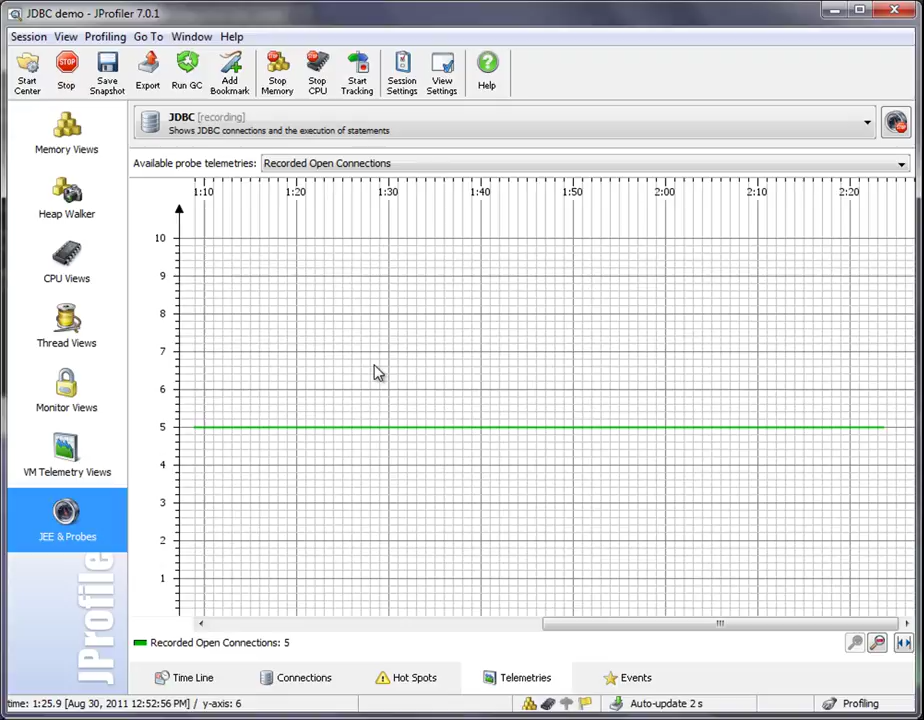 JDBC demo - JProfiler 7.0.1
Session View Profiling Go To Window Help
Start Center
Stop
Save Snapshot
Export
Run GC
Add Bookmark
Stop Memory
Stop CPU
Start Tracking
Session Settings
View Settings
Help
Memory Views
Heap Walker
CPU Views
Thread Views
Monitor Views
VM Telemetry Views
JEE & Probes
JProfile
JDBC [recording]
Shows JDBC connections and the execution of statements
Available probe telemetries: Recorded Open Connections
1:10 1:20 1:30 1:40 1:50 2:00 2:10 2:20
10
9
8
7
6
5
4
3
2
1
Recorded Open Connections: 5
Time Line Connections Hot Spots Telemetries Events
time: 1:25.9 [Aug 30, 2011 12:52:56 PM] / y-axis: 6 Auto-update 2 s Profiling